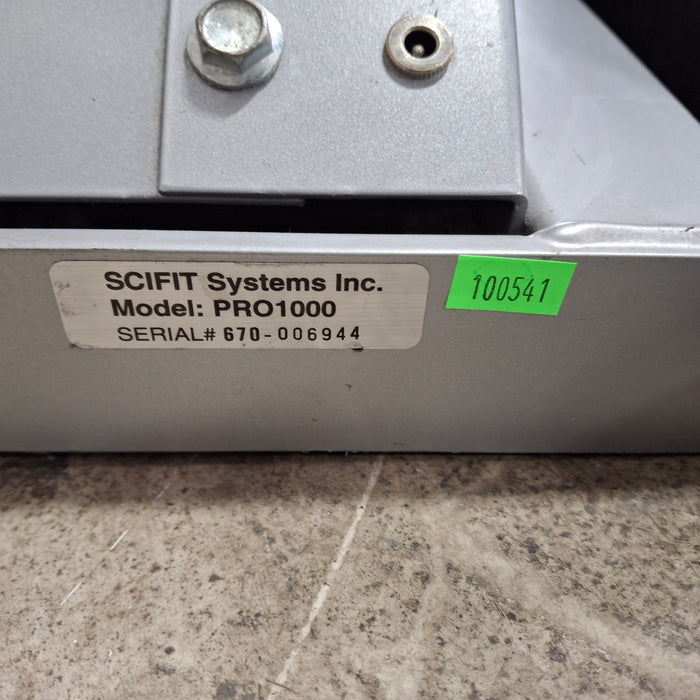 SCIFIT Systems Inc.
Model: PRO1000
SERIAL# 670-006944
100541